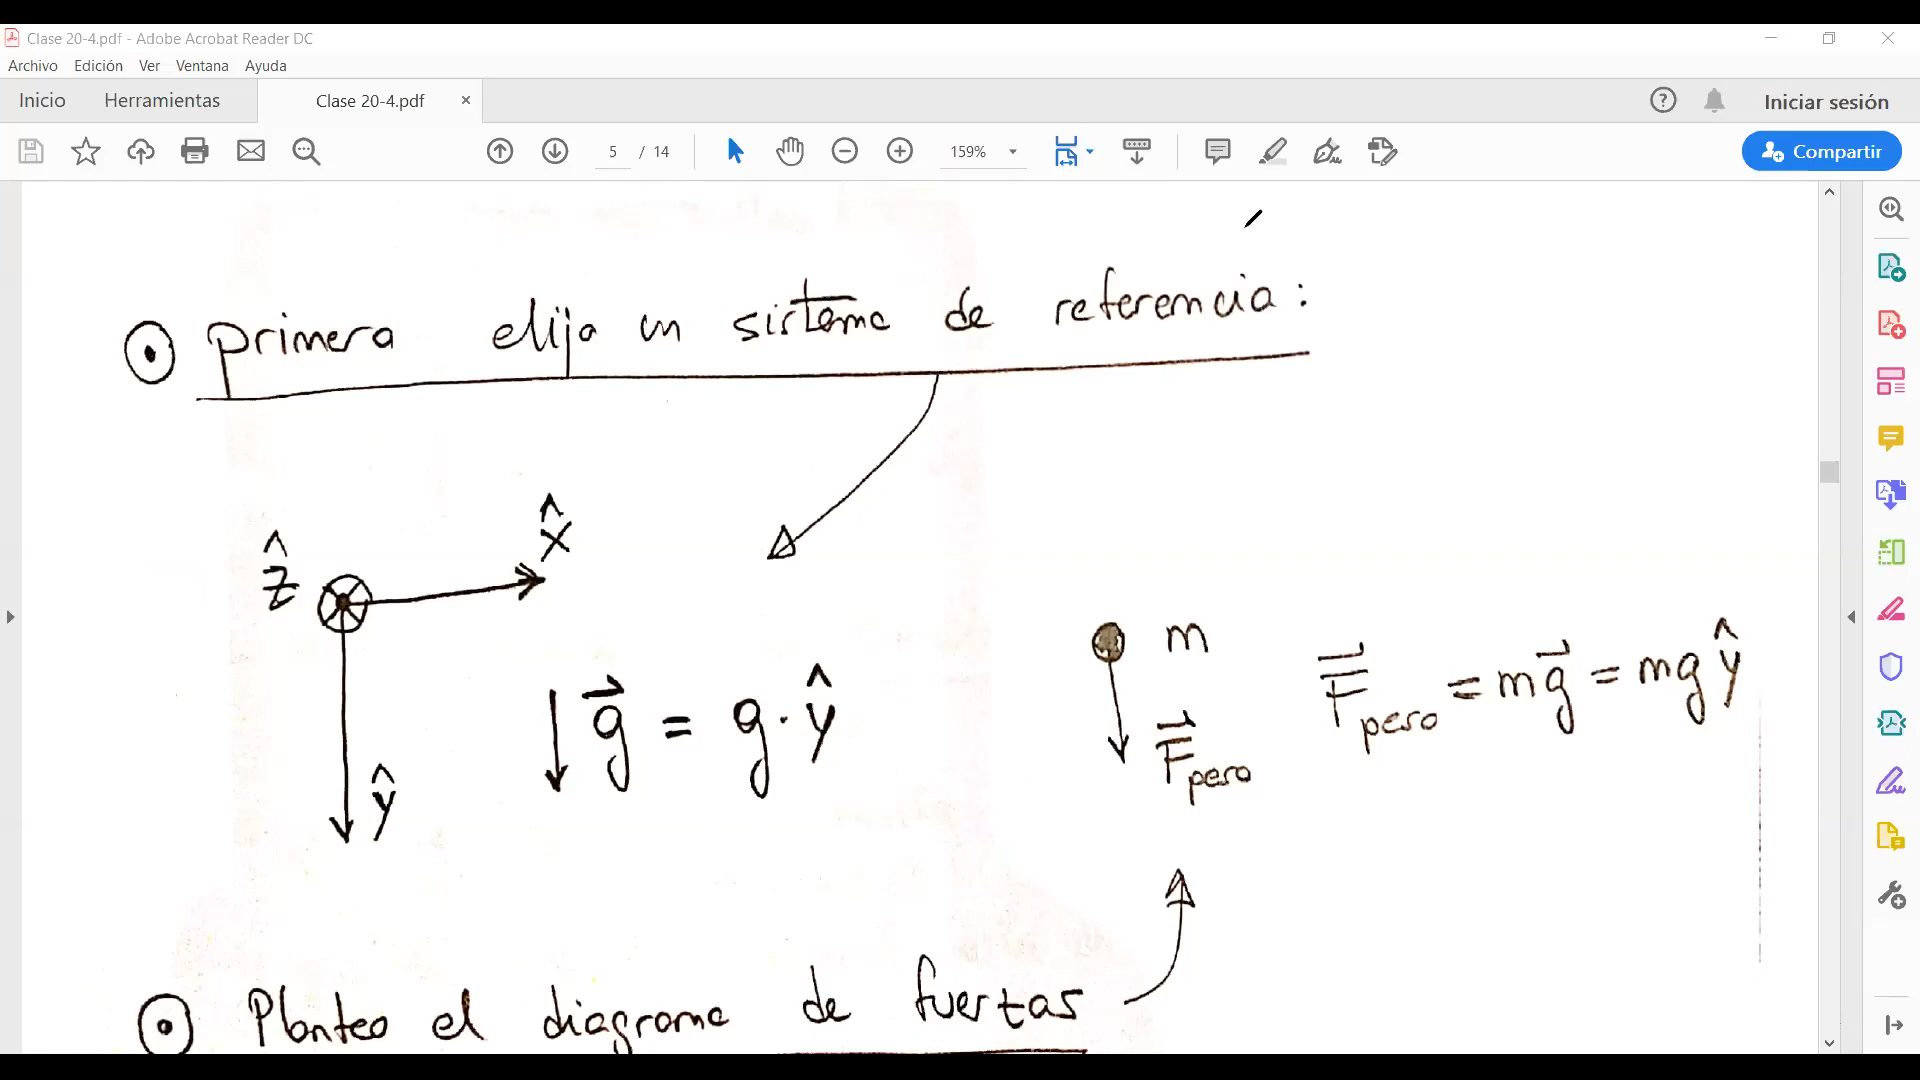 Clase 20-4.pdf - Adobe Acrobat Reader DC
Archivo Edición Ver Ventana Ayuda
Inicio Herramientas Clase 20-4.pdf × Iniciar sesión
5 / 14 159% Compartir
primero elijo un sistema de referencia:
ẑ x̂
ŷ
g⃗ = g · ŷ
m
F⃗peso
F⃗peso = mg⃗ = mg ŷ
Planteo el diagrama de fuerzas